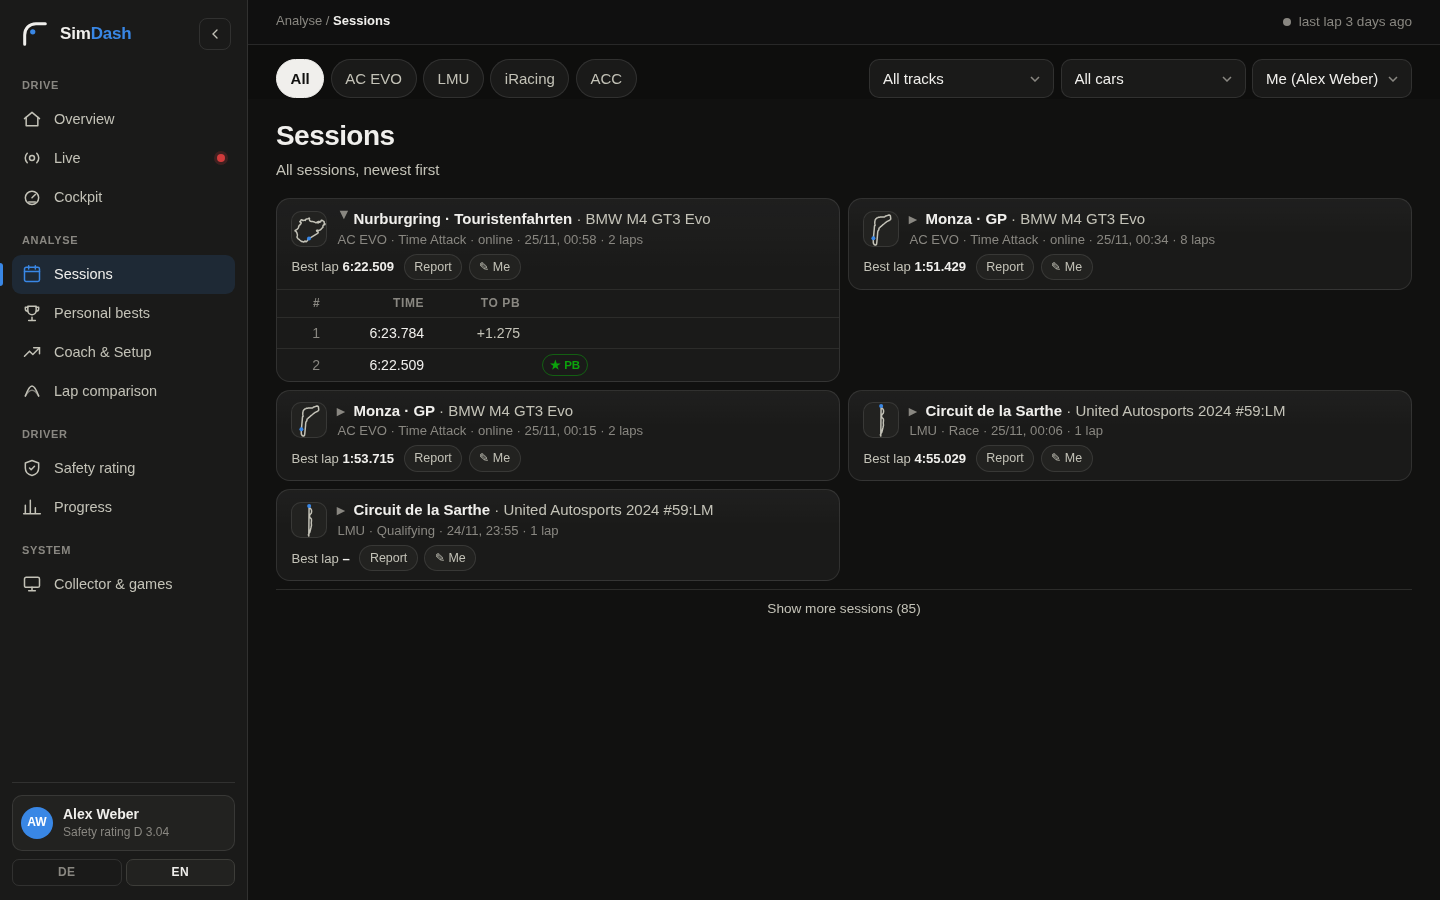 SimDash
DRIVE
Overview
Live
Cockpit
ANALYSE
Sessions
Personal bests
Coach & Setup
Lap comparison
DRIVER
Safety rating
Progress
SYSTEM
Collector & games
AW
Alex Weber
Safety rating D 3.04
DE EN
Analyse / Sessions
last lap 3 days ago
All AC EVO LMU iRacing ACC
All tracks All cars Me (Alex Weber)
Sessions
All sessions, newest first
▼ Nurburgring · Touristenfahrten · BMW M4 GT3 Evo
AC EVO · Time Attack · online · 25/11, 00:58 · 2 laps
Best lap 6:22.509 Report ✎ Me
# TIME TO PB
1 6:23.784 +1.275
2 6:22.509 ★ PB
▶ Monza · GP · BMW M4 GT3 Evo
AC EVO · Time Attack · online · 25/11, 00:34 · 8 laps
Best lap 1:51.429 Report ✎ Me
▶ Monza · GP · BMW M4 GT3 Evo
AC EVO · Time Attack · online · 25/11, 00:15 · 2 laps
Best lap 1:53.715 Report ✎ Me
▶ Circuit de la Sarthe · United Autosports 2024 #59:LM
LMU · Race · 25/11, 00:06 · 1 lap
Best lap 4:55.029 Report ✎ Me
▶ Circuit de la Sarthe · United Autosports 2024 #59:LM
LMU · Qualifying · 24/11, 23:55 · 1 lap
Best lap – Report ✎ Me
Show more sessions (85)